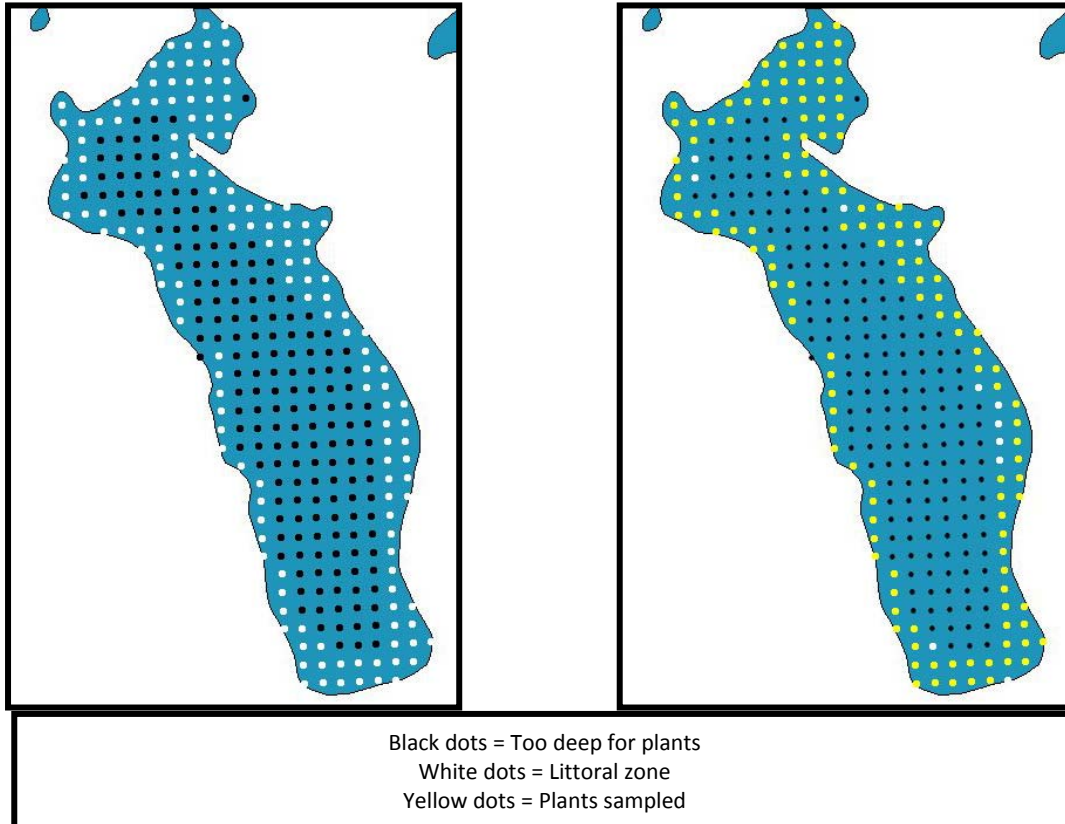 Black dots = Too deep for plants
White dots = Littoral zone
Yellow dots = Plants sampled